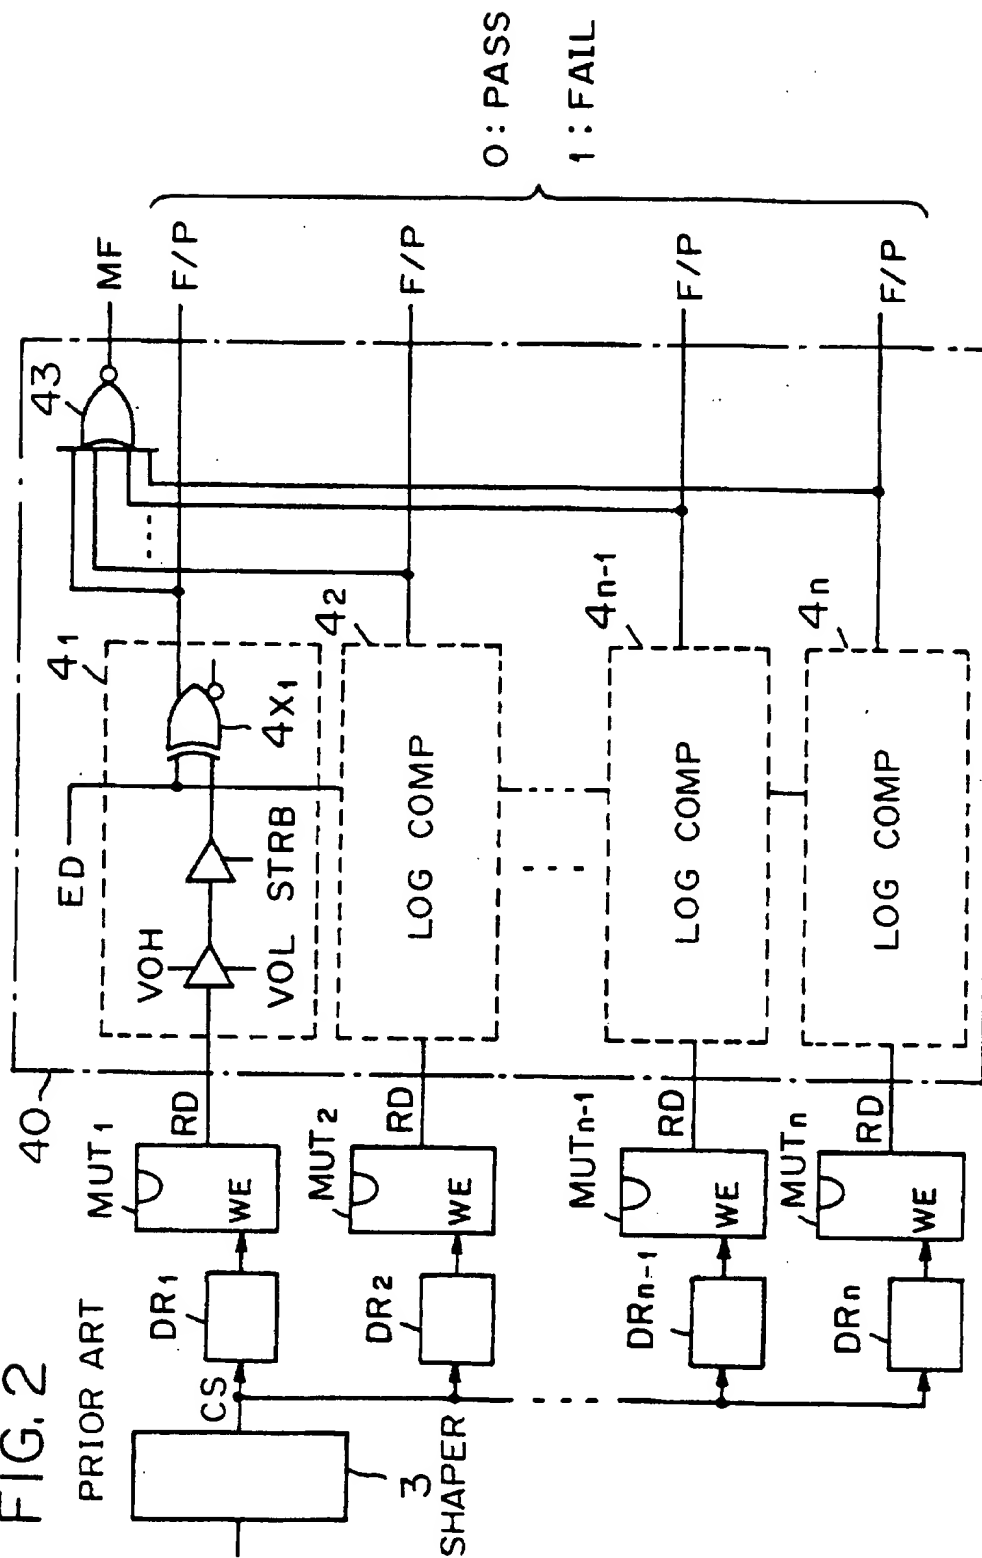 FIG. 2
PRIOR ART
3
SHAPER
CS
DR1
DR2
DRn-1
DRn
MUT1
WE
MUT2
WE
MUTn-1
WE
MUTn
WE
RD
RD
RD
RD
40
ED
41
VOH
VOL
STRB
4X1
42
LOG COMP
4n-1
LOG COMP
4n
LOG COMP
43
MF
F/P
F/P
F/P
F/P
0 : PASS
1 : FAIL